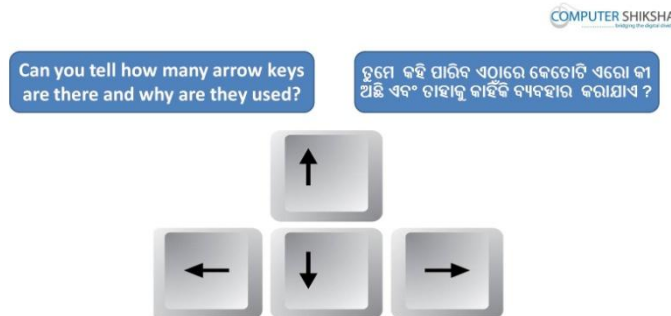 COMPUTER SHIKSHA
Can you tell how many arrow keys
are there and why are they used?
ତୁମେ କହି ପାରିବ ଏଠାରେ କେତୋଟି ଏରୋ କୀ
ଅଛି ଏବଂ ତାହାକୁ କାହିଁକି ବ୍ୟବହାର କରାଯାଏ ?